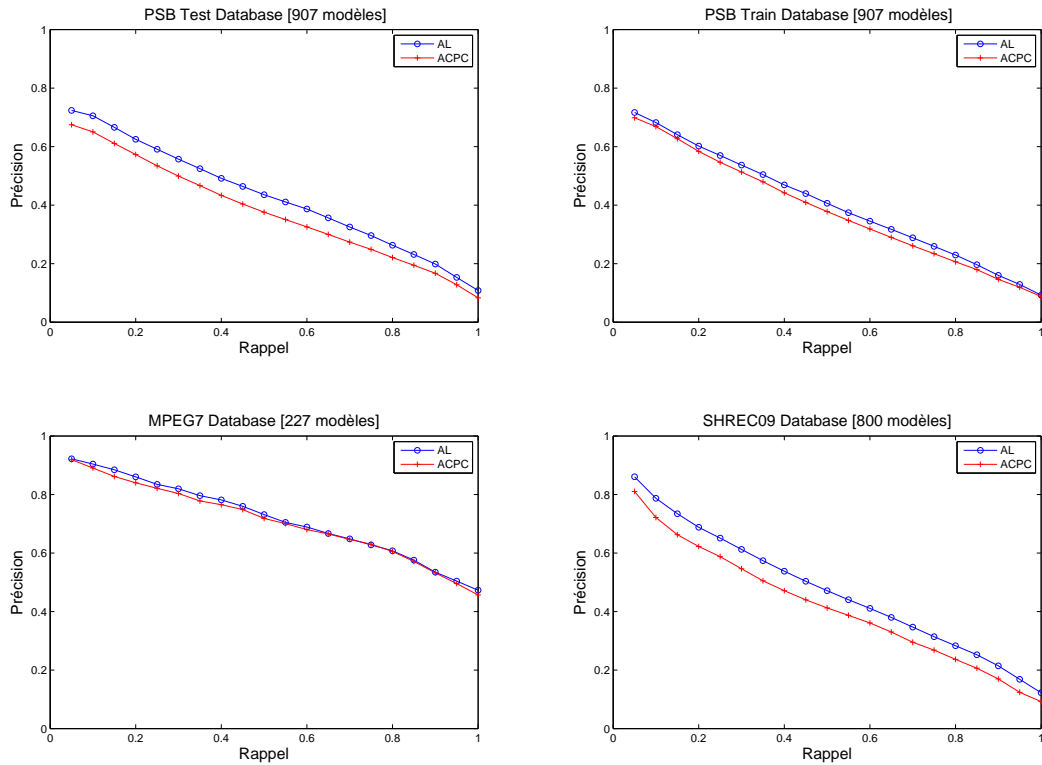 PSB Test Database [907 modèles]
1
0.8
0.6
0.4
0.2
0
Précision
AL
ACPC
0
0.2
0.4
0.6
0.8
1
Rappel
PSB Train Database [907 modèles]
1
0.8
0.6
0.4
0.2
0
Précision
AL
ACPC
0
0.2
0.4
0.6
0.8
1
Rappel
MPEG7 Database [227 modèles]
1
0.8
0.6
0.4
0.2
0
Précision
AL
ACPC
0
0.2
0.4
0.6
0.8
1
Rappel
SHREC09 Database [800 modèles]
1
0.8
0.6
0.4
0.2
0
Précision
AL
ACPC
0
0.2
0.4
0.6
0.8
1
Rappel